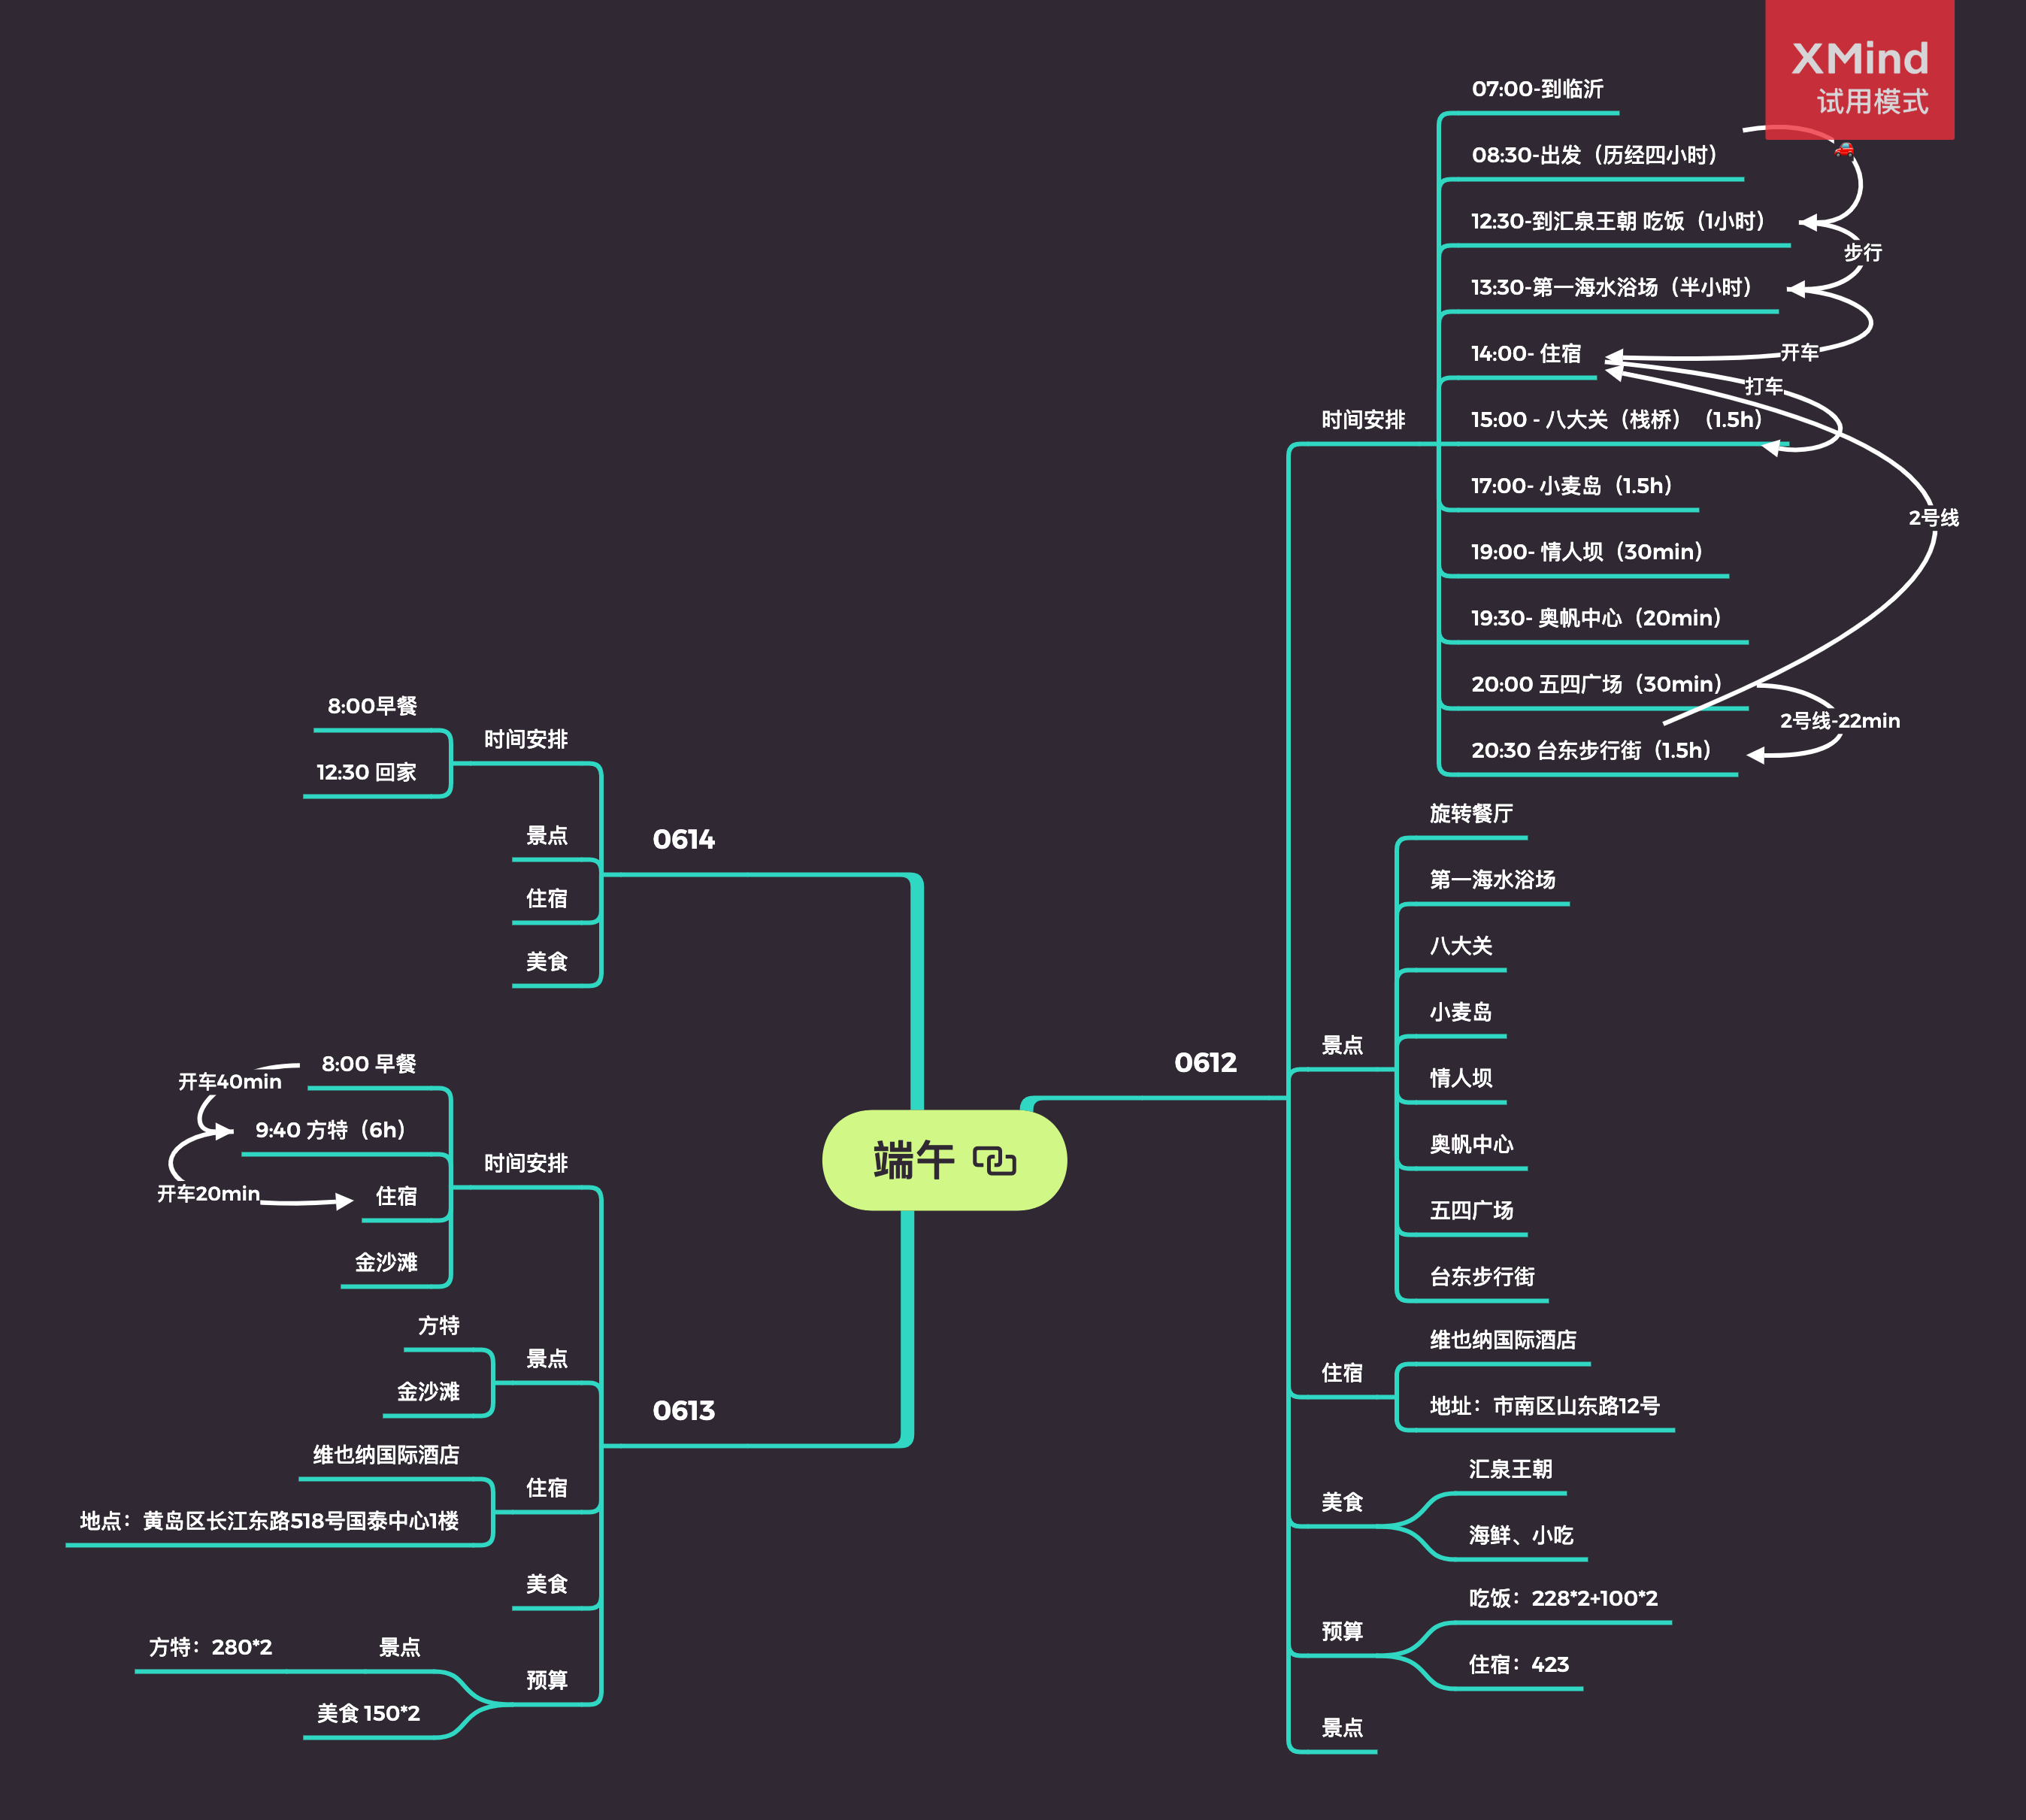 XMind
试用模式
端午
0612
时间安排
07:00-到临沂
08:30-出发（历经四小时）
12:30-到汇泉王朝 吃饭（1小时）
步行
13:30-第一海水浴场（半小时）
14:00- 住宿
开车
打车
15:00 - 八大关（栈桥）（1.5h）
17:00- 小麦岛（1.5h）
2号线
19:00- 情人坝（30min）
19:30- 奥帆中心（20min）
20:00 五四广场（30min）
2号线-22min
20:30 台东步行街（1.5h）
景点
旋转餐厅
第一海水浴场
八大关
小麦岛
情人坝
奥帆中心
五四广场
台东步行街
住宿
维也纳国际酒店
地址：市南区山东路12号
美食
汇泉王朝
海鲜、小吃
预算
吃饭：228*2+100*2
住宿：423
景点
0613
时间安排
8:00 早餐
开车40min
9:40 方特（6h）
开车20min
住宿
金沙滩
景点
方特
金沙滩
住宿
维也纳国际酒店
地点：黄岛区长江东路518号国泰中心1楼
美食
预算
景点
方特：280*2
美食 150*2
0614
时间安排
8:00早餐
12:30 回家
景点
住宿
美食